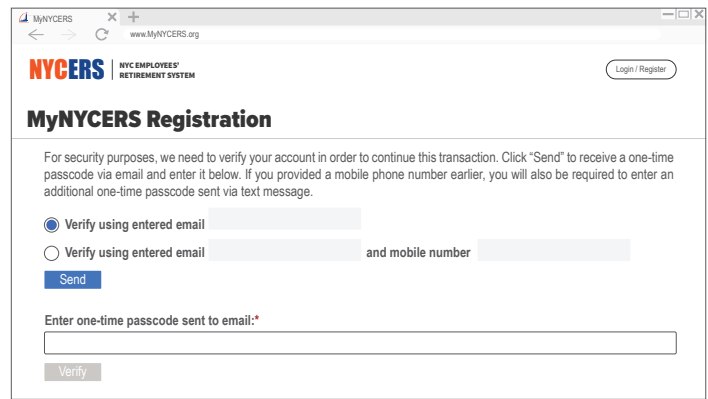 MyNYCERS
www.MyNYCERS.org
NYCERS NYC EMPLOYEES'
RETIREMENT SYSTEM
Login / Register
MyNYCERS Registration
For security purposes, we need to verify your account in order to continue this transaction. Click “Send” to receive a one-time
passcode via email and enter it below. If you provided a mobile phone number earlier, you will also be required to enter an
additional one-time passcode sent via text message.
Verify using entered email
Verify using entered email and mobile number
Send
Enter one-time passcode sent to email:*
Verify